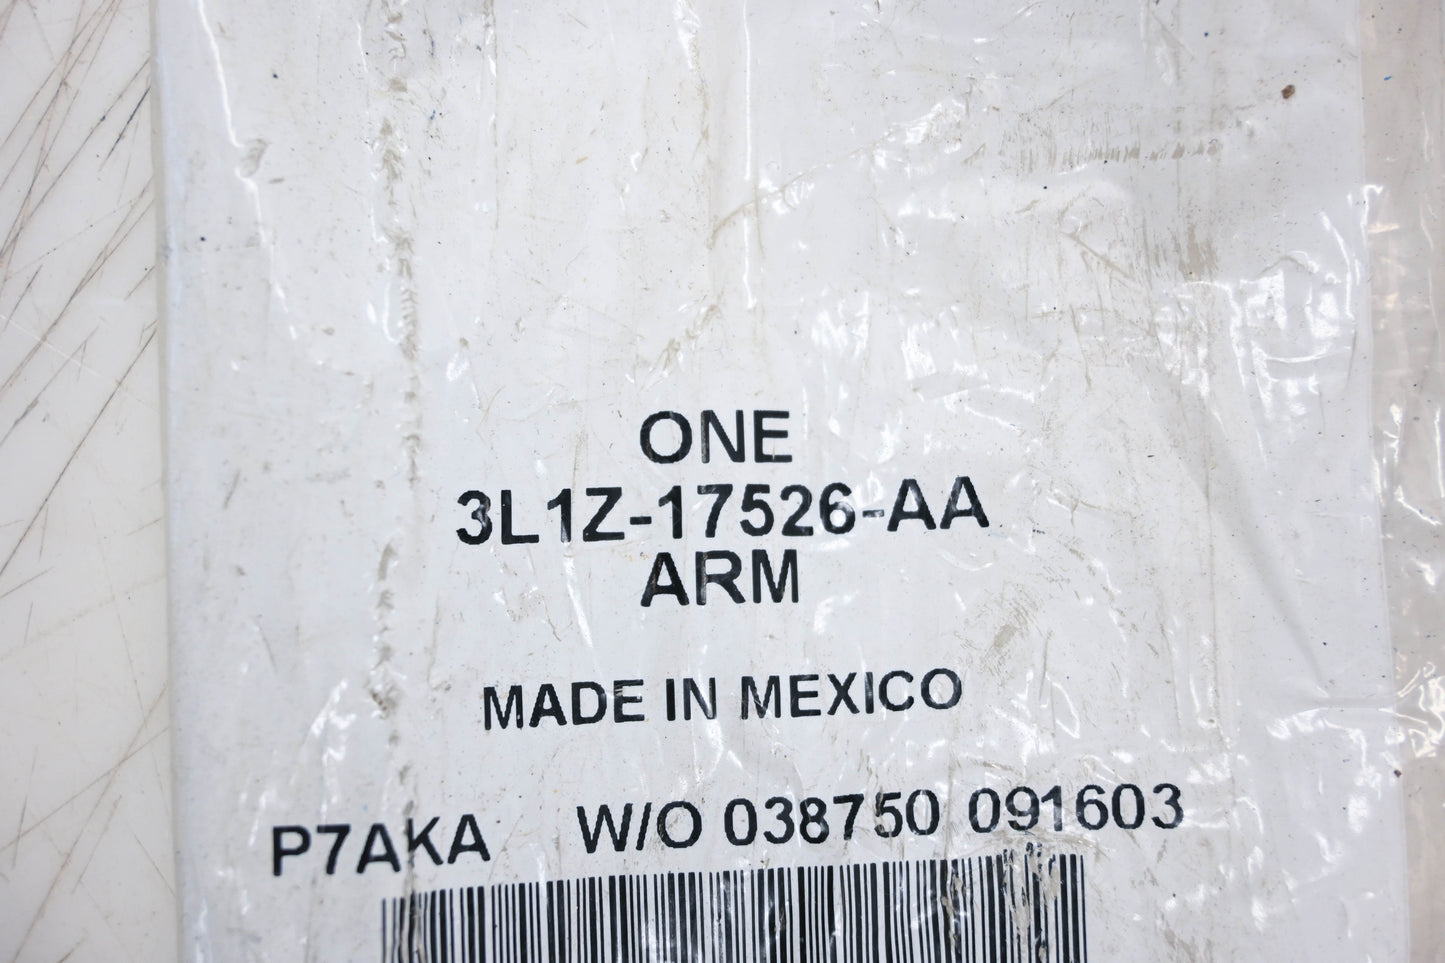 ONE
3L1Z-17526-AA
ARM
MADE IN MEXICO
P7AKA W/O 038750 091603